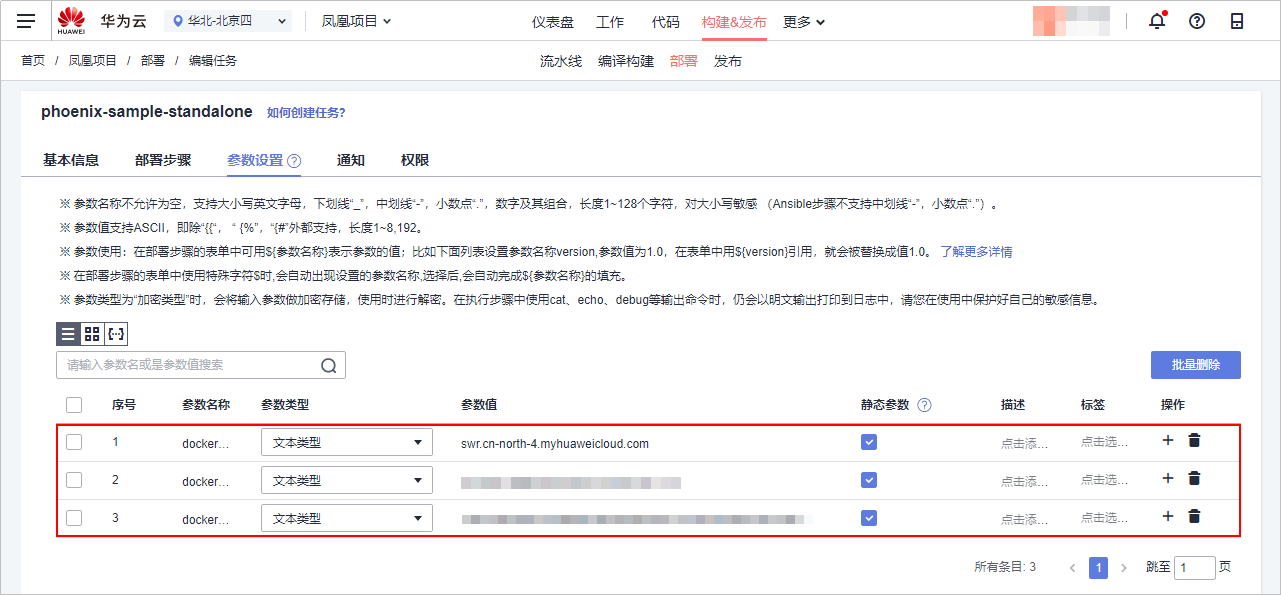 HUAWEI 华为云 华北-北京四 凤凰项目 仪表盘 工作 代码 构建&发布 更多
首页 / 凤凰项目 / 部署 / 编辑任务 流水线 编译构建 部署 发布
phoenix-sample-standalone 如何创建任务?
基本信息 部署步骤 参数设置 通知 权限
※ 参数名称不允许为空，支持大小写英文字母，下划线“_”，中划线“-”，小数点“.”，数字及其组合，长度1~128个字符，对大小写敏感 （Ansible步骤不支持中划线“-”，小数点“.”）。
※ 参数值支持ASCII，即除“{{“， “ {%”，“{#”外都支持，长度1~8,192。
※ 参数使用：在部署步骤的表单中可用${参数名称}表示参数的值；比如下面列表设置参数名称version,参数值为1.0，在表单中用${version}引用，就会被替换成值1.0。 了解更多详情
※ 在部署步骤的表单中使用特殊字符$时,会自动出现设置的参数名称,选择后,会自动完成${参数名称}的填充。
※ 参数类型为“加密类型”时，会将输入参数做加密存储，使用时进行解密。在执行步骤中使用cat、echo、debug等输出命令时，仍会以明文输出打印到日志中，请您在使用中保护好自己的敏感信息。
请输入参数名或是参数值搜索 批量删除
序号 参数名称 参数类型 参数值 静态参数 描述 标签 操作
1 docker... 文本类型 swr.cn-north-4.myhuaweicloud.com 点击添... 点击选...
2 docker... 文本类型 点击添... 点击选...
3 docker... 文本类型 点击添... 点击选...
所有条目: 3 < 1 > 跳至 1 页